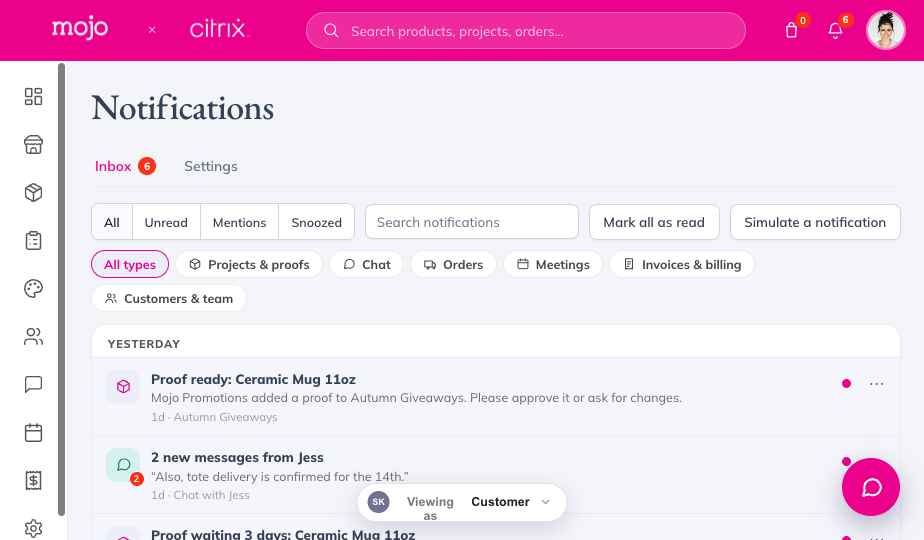 mojo × citrix Search products, projects, orders... 0 6
Notifications
Inbox 6 Settings
All Unread Mentions Snoozed Search notifications Mark all as read Simulate a notification
All types Projects & proofs Chat Orders Meetings Invoices & billing
Customers & team
YESTERDAY
Proof ready: Ceramic Mug 11oz
Mojo Promotions added a proof to Autumn Giveaways. Please approve it or ask for changes.
1d · Autumn Giveaways
2 new messages from Jess
2 “Also, tote delivery is confirmed for the 14th.”
1d · Chat with Jess
SK Viewing as Customer
Proof waiting 3 days: Ceramic Mug 11oz